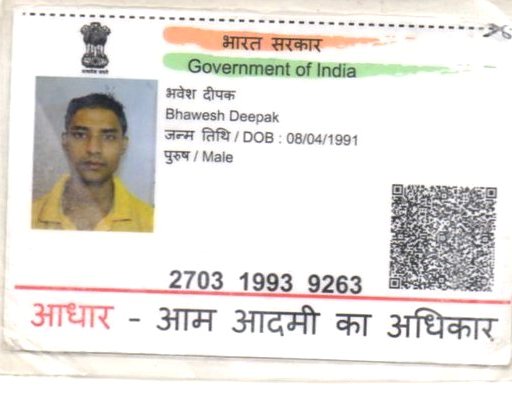 भारत सरकार
Government of India
भवेश दीपक
Bhawesh Deepak
जन्म तिथि / DOB : 08/04/1991
पुरुष / Male
2703 1993 9263
आधार - आम आदमी का अधिकार